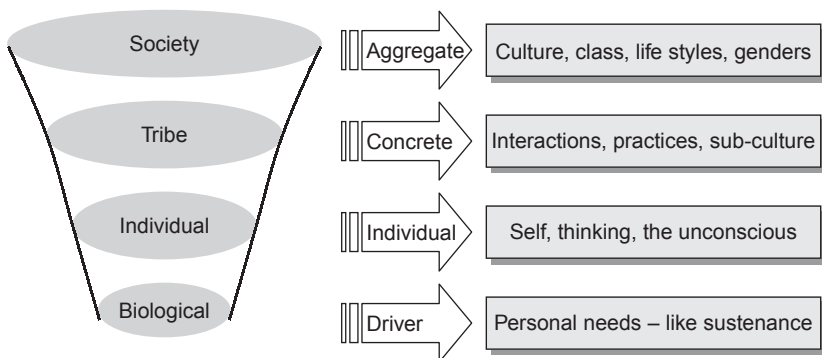 Society
Aggregate
Culture, class, life styles, genders
Tribe
Concrete
Interactions, practices, sub-culture
Individual
Individual
Self, thinking, the unconscious
Biological
Driver
Personal needs – like sustenance